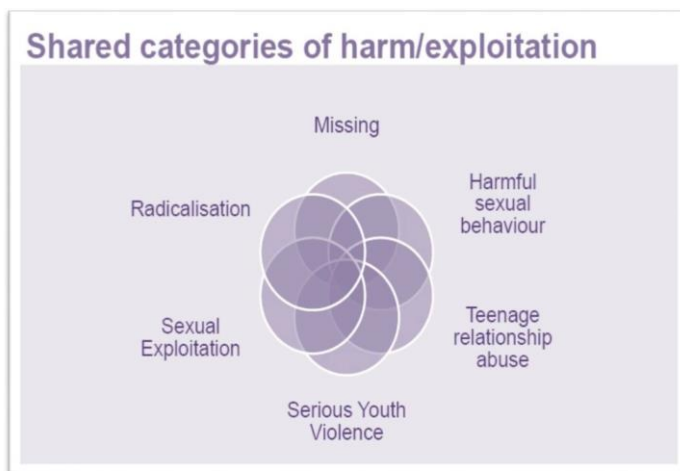 Shared categories of harm/exploitation
Missing
Radicalisation
Harmful
sexual
behaviour
Sexual
Exploitation
Teenage
relationship
abuse
Serious Youth
Violence